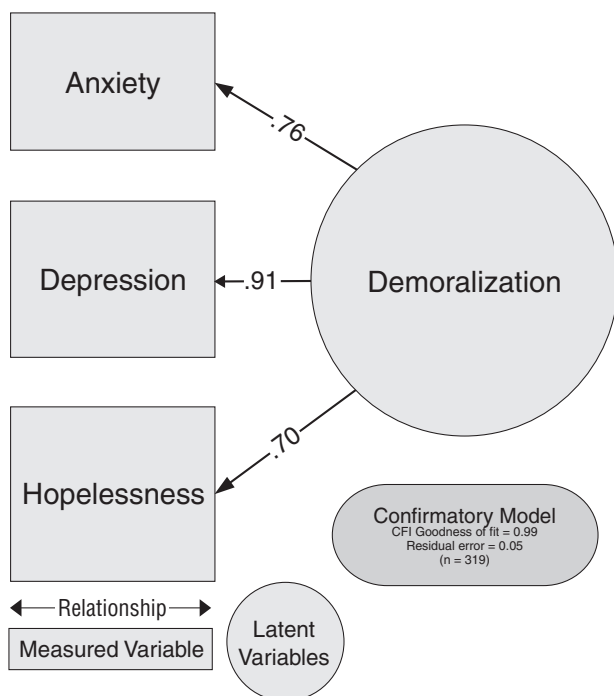 Anxiety
.76
Depression
.91
Demoralization
Hopelessness
.70
Confirmatory Model
CFI Goodness of fit = 0.99
Residual error = 0.05
(n = 319)
Relationship
Measured Variable
Latent
Variables